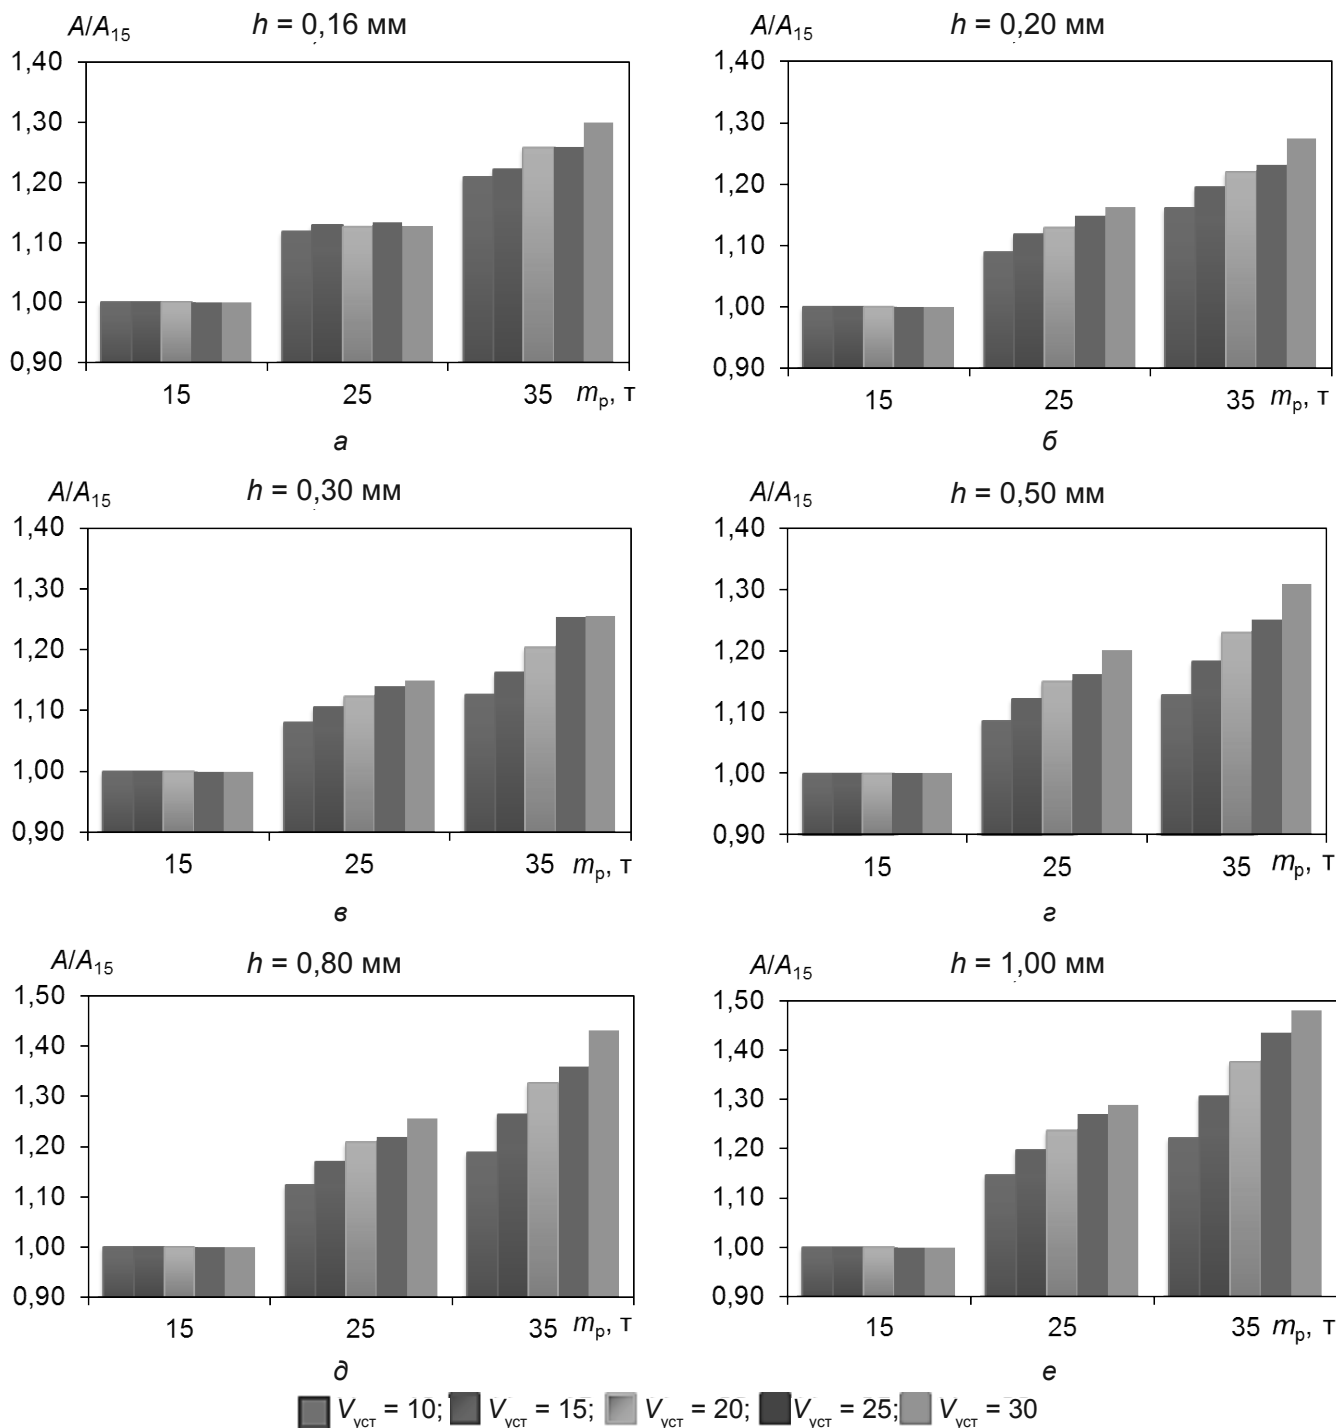 A/A15 h = 0,16 мм
1,40
1,30
1,20
1,10
1,00
0,90
15 25 35 mр, т
а
A/A15 h = 0,20 мм
1,40
1,30
1,20
1,10
1,00
0,90
15 25 35 mр, т
б
A/A15 h = 0,30 мм
1,40
1,30
1,20
1,10
1,00
0,90
15 25 35 mр, т
в
A/A15 h = 0,50 мм
1,40
1,30
1,20
1,10
1,00
0,90
15 25 35 mр, т
г
A/A15 h = 0,80 мм
1,50
1,40
1,30
1,20
1,10
1,00
0,90
15 25 35 mр, т
д
A/A15 h = 1,00 мм
1,50
1,40
1,30
1,20
1,10
1,00
0,90
15 25 35 mр, т
е
Vуст = 10; Vуст = 15; Vуст = 20; Vуст = 25; Vуст = 30